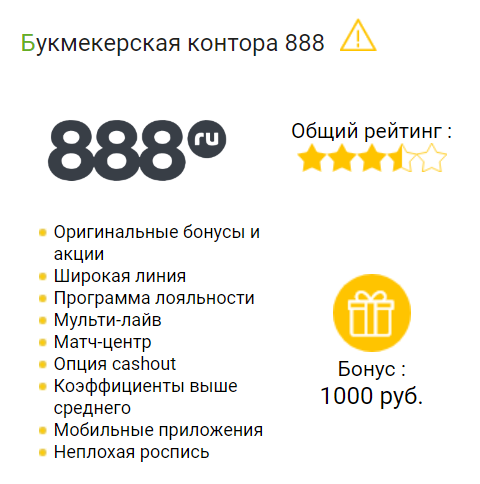 Букмекерская контора 888
888 ru
Общий рейтинг :
Оригинальные бонусы и
акции
Широкая линия
Программа лояльности
Мульти-лайв
Матч-центр
Опция cashout
Коэффициенты выше
среднего
Мобильные приложения
Неплохая роспись
Бонус :
1000 руб.